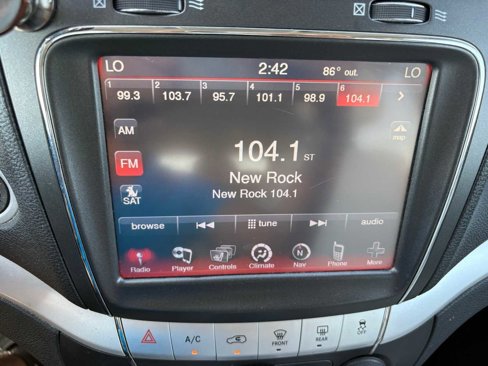 LO 2:42 86° out. LO
1 2 3 4 5 6
99.3 103.7 95.7 101.1 98.9 104.1
AM
map
104.1 ST
FM
New Rock
New Rock 104.1
SAT
browse tune audio
Radio Player Controls Climate Nav Phone More
A/C FRONT REAR OFF